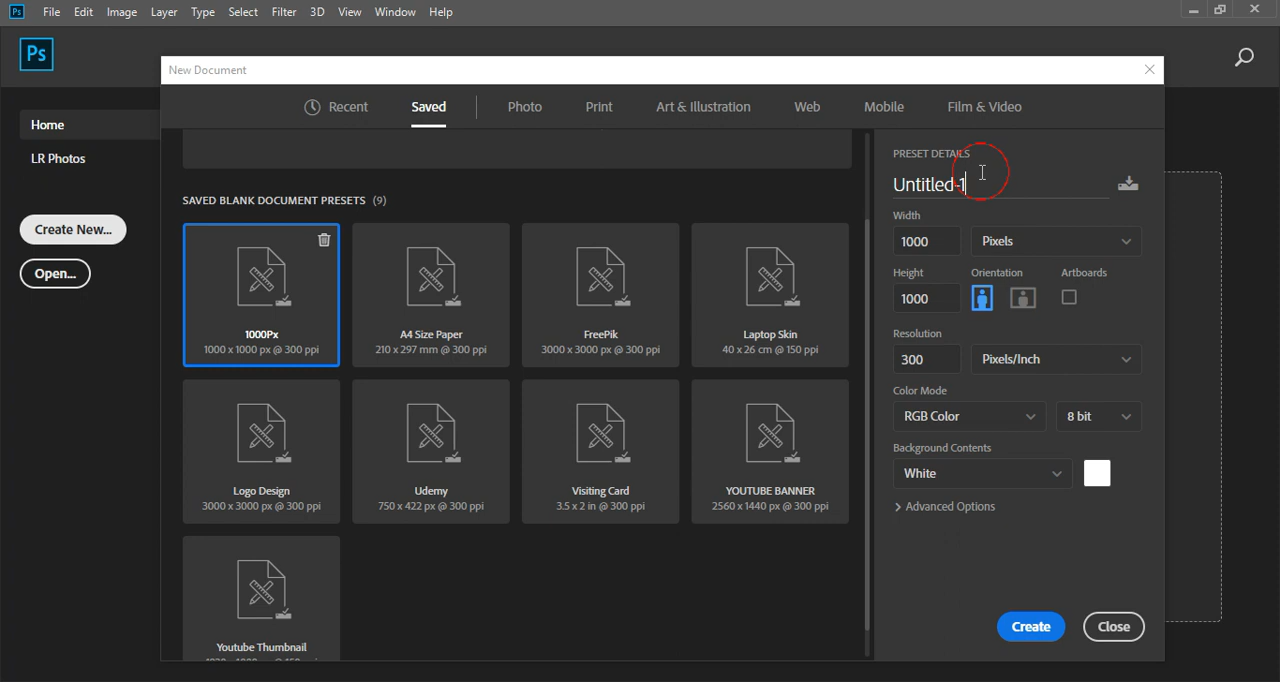 Ps File Edit Image Layer Type Select Filter 3D View Window Help
Ps
New Document
Recent Saved Photo Print Art & Illustration Web Mobile Film & Video
Home
LR Photos
Create New...
Open...
SAVED BLANK DOCUMENT PRESETS (9)
1000Px
1000 x 1000 px @ 300 ppi
A4 Size Paper
210 x 297 mm @ 300 ppi
FreePik
3000 x 3000 px @ 300 ppi
Laptop Skin
40 x 26 cm @ 150 ppi
Logo Design
3000 x 3000 px @ 300 ppi
Udemy
750 x 422 px @ 300 ppi
Visiting Card
3.5 x 2 in @ 300 ppi
YOUTUBE BANNER
2560 x 1440 px @ 300 ppi
Youtube Thumbnail
PRESET DETAILS
Untitled-1
Width
1000 Pixels
Height Orientation Artboards
1000
Resolution
300 Pixels/Inch
Color Mode
RGB Color 8 bit
Background Contents
White
Advanced Options
Create Close